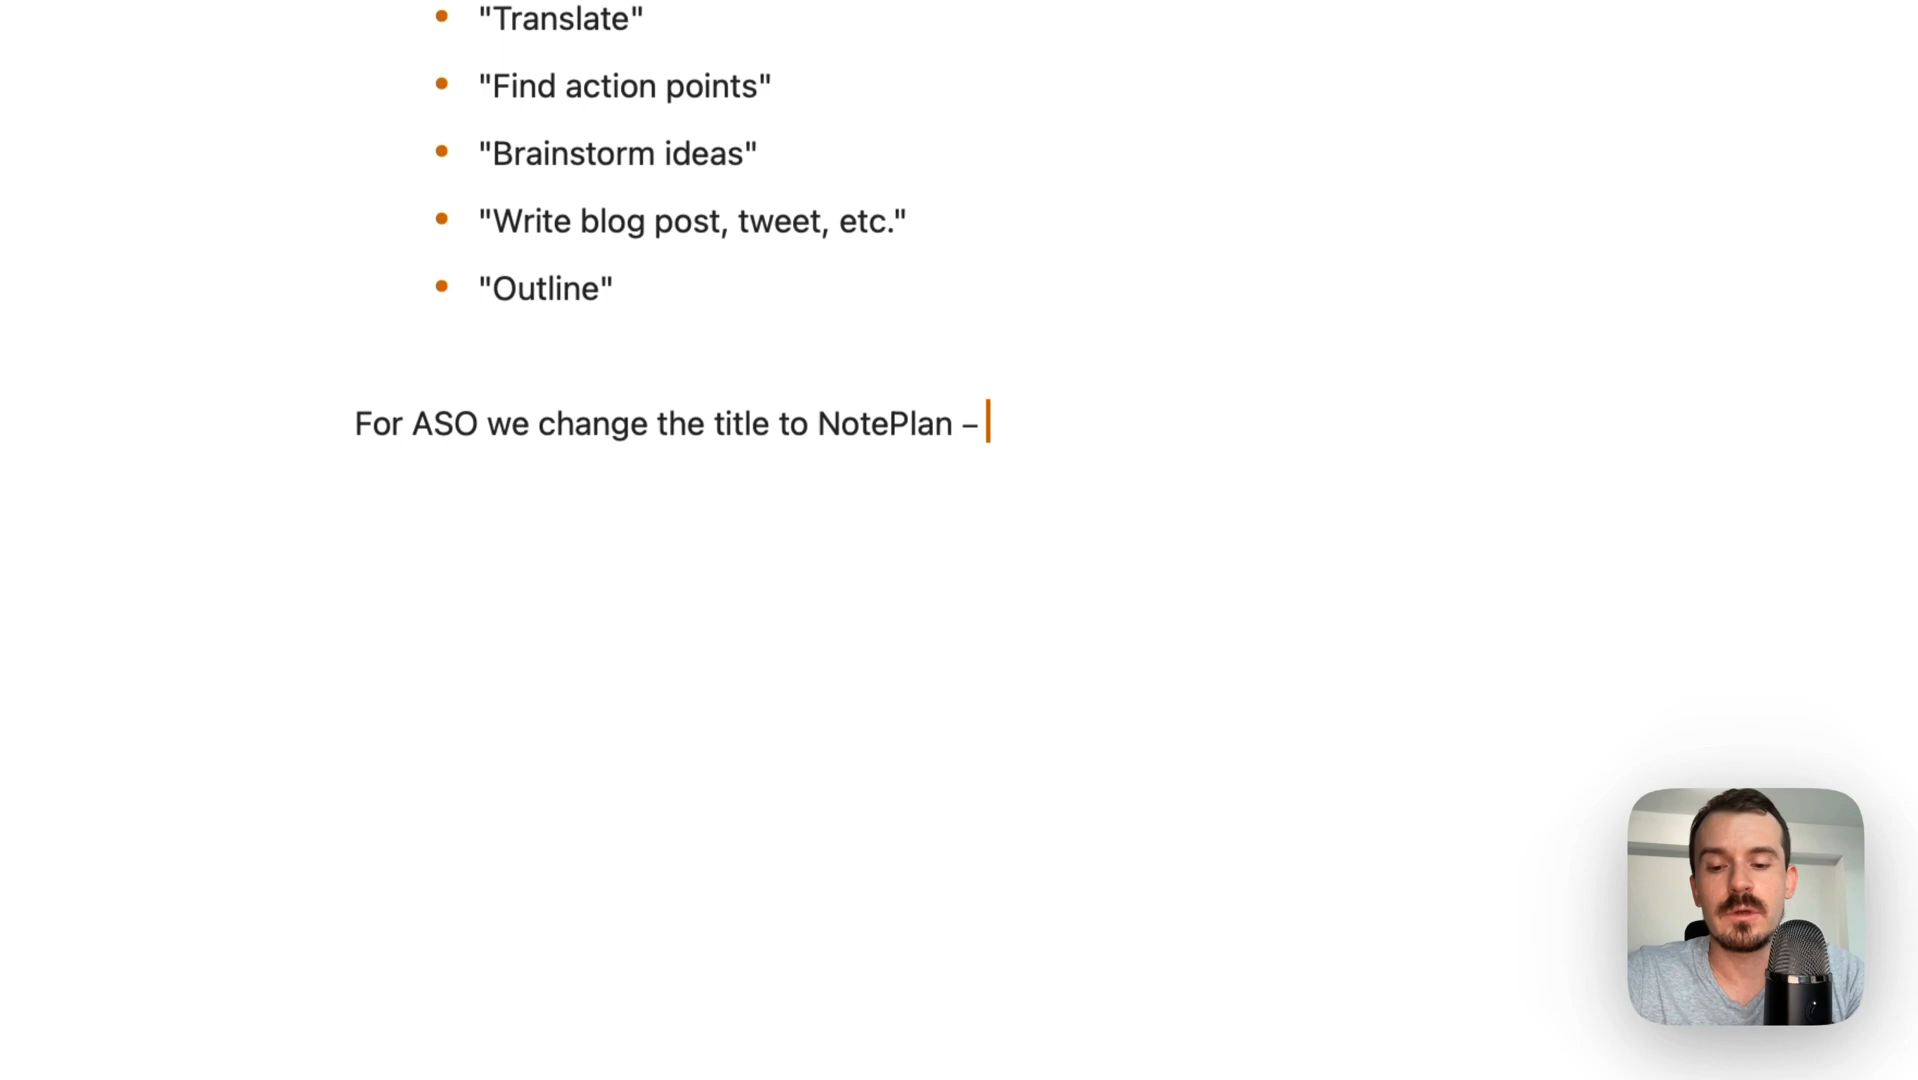 • "Translate"
• "Find action points"
• "Brainstorm ideas"
• "Write blog post, tweet, etc."
• "Outline"
For ASO we change the title to NotePlan –